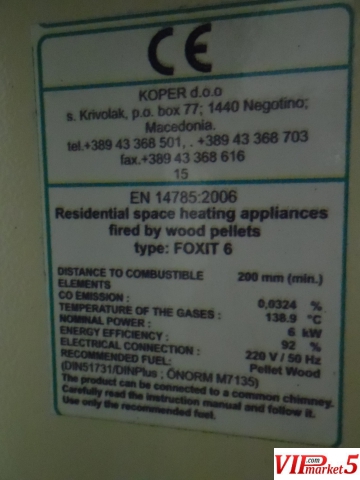 CE
KOPER d.o.o
s. Krivolak, p.o. box 77; 1440 Negotino;
Macedonia.
tel.+389 43 368 501, . +389 43 368 703
fax.+389 43 368 616
15
EN 14785:2006
Residential space heating appliances
fired by wood pellets
type: FOXIT 6
DISTANCE TO COMBUSTIBLE ELEMENTS 200 mm (min.)
CO EMISSION : 0,0324 %
TEMPERATURE OF THE GASES : 138.9 °C
NOMINAL POWER : 6 kW
ENERGY EFFICIENCY : 92 %
ELECTRICAL CONNECTION : 220 V / 50 Hz
RECOMMENDED FUEL: Pellet Wood
(DIN51731/DINPlus ; ÖNORM M7135)
The product can be connected to a common chimney.
Carefully read the instruction manual and follow it.
Use only the recommended fuel.
VIP.com market 5